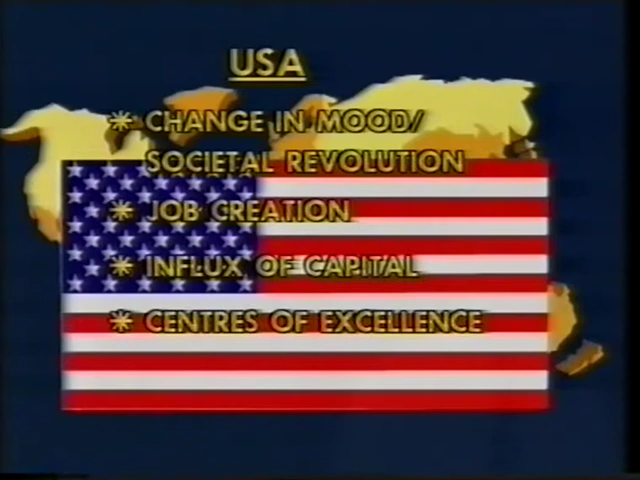 USA
* CHANGE IN MOOD/
SOCIETAL REVOLUTION
* JOB CREATION
* INFLUX OF CAPITAL
* CENTRES OF EXCELLENCE